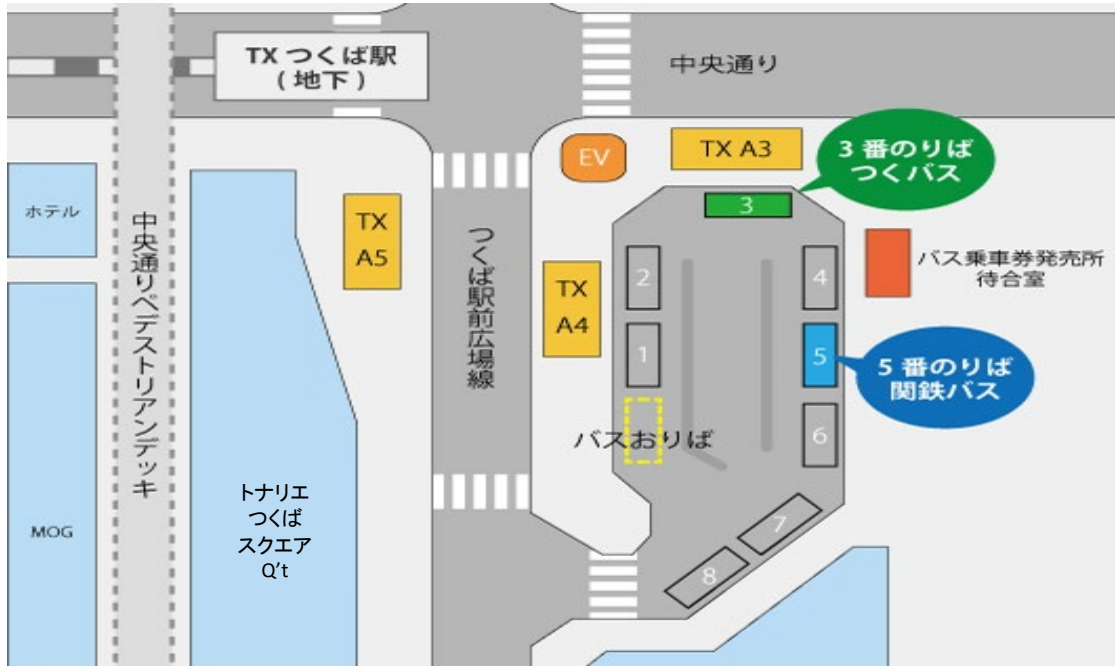 TX つくば駅
( 地下 )
中央通り
EV
TX A3
3 番のりば
つくバス
ホテル
中央通りペデストリアンデッキ
TX
A5
つくば駅前広場線
TX
A4
3
2
4
バス乗車券発売所
待合室
1
5
5 番のりば
関鉄バス
バスおりば
6
MOG
トナリエ
つくば
スクエア
Q't
7
8